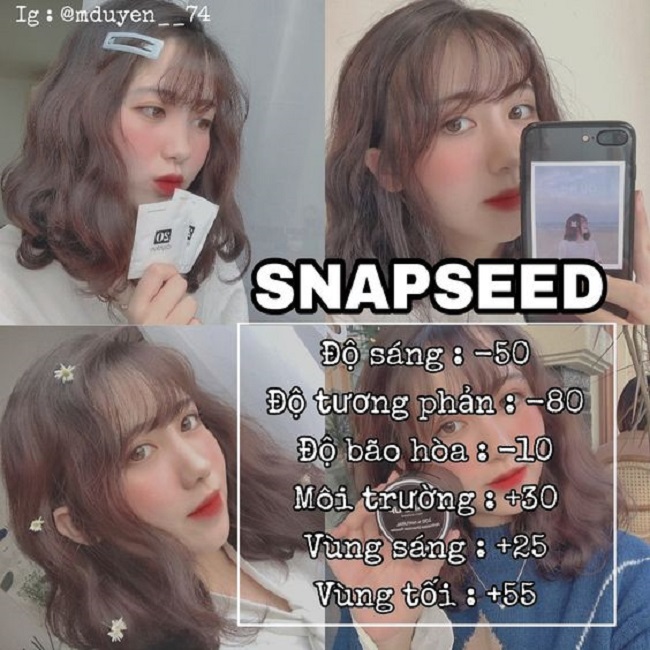 Ig : @mduyen__74
SNAPSEED
Độ sáng : -50
Độ tương phản : -80
Độ bão hòa : -10
Môi trường : +30
Vùng sáng : +25
Vùng tối : +55